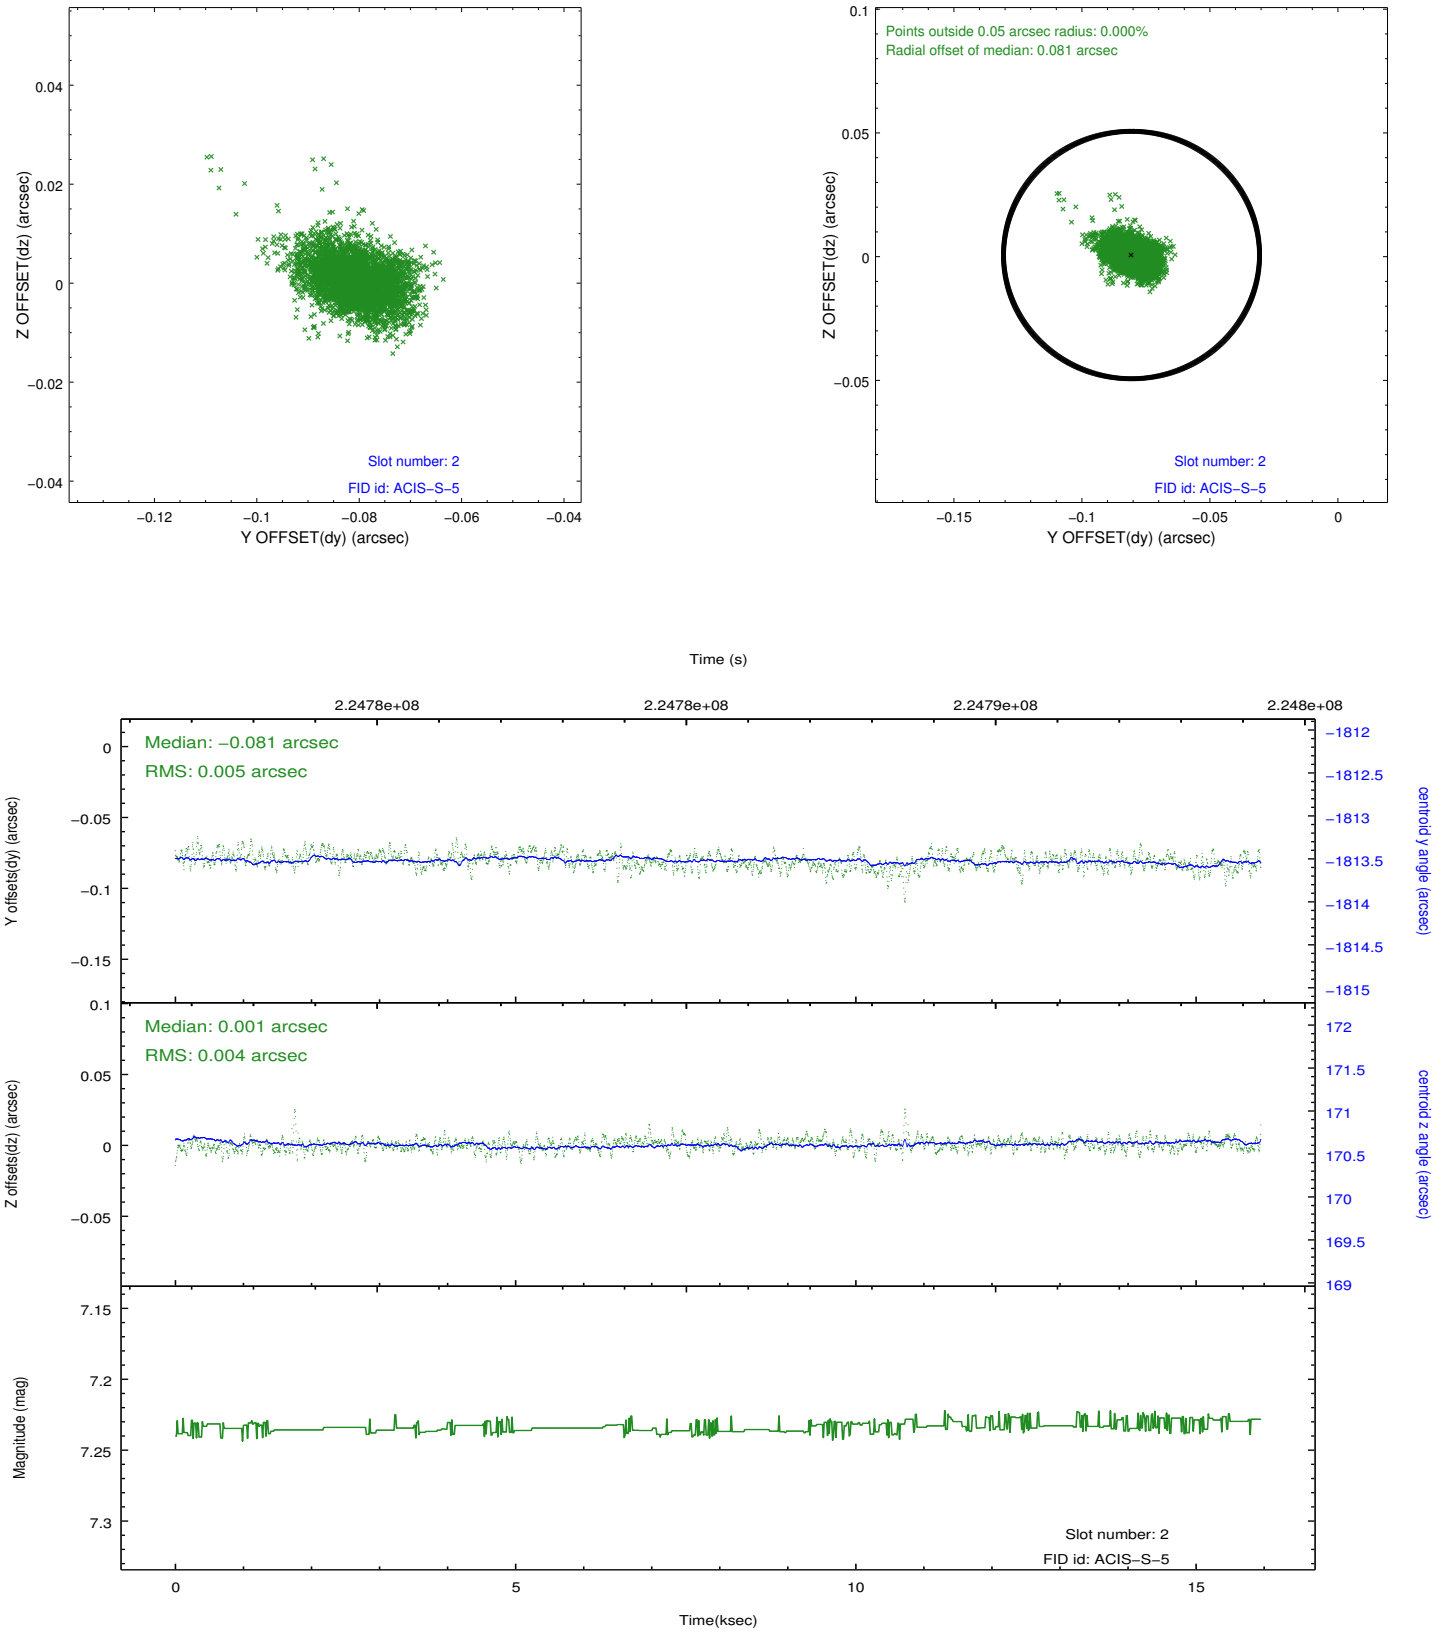 0.04
0.02
0
−0.02
−0.04
Z OFFSET(dz) (arcsec)
Slot number: 2
FID id: ACIS−S−5
−0.12
−0.1
−0.08
−0.06
−0.04
Y OFFSET(dy) (arcsec)
0.1
0.05
0
−0.05
Z OFFSET(dz) (arcsec)
Points outside 0.05 arcsec radius: 0.000%
Radial offset of median: 0.081 arcsec
Slot number: 2
FID id: ACIS−S−5
−0.15
−0.1
−0.05
0
Y OFFSET(dy) (arcsec)
Time (s)
2.2478e+08
2.2478e+08
2.2479e+08
2.248e+08
Median: −0.081 arcsec
RMS: 0.005 arcsec
0
−0.05
−0.1
−0.15
Y offsets(dy) (arcsec)
−1812
−1812.5
−1813
−1813.5
−1814
−1814.5
−1815
centroid y angle (arcsec)
Median: 0.001 arcsec
RMS: 0.004 arcsec
0.1
0.05
0
−0.05
Z offsets(dz) (arcsec)
172
171.5
171
170.5
170
169.5
169
centroid z angle (arcsec)
7.15
7.2
7.25
7.3
Magnitude (mag)
Slot number: 2
FID id: ACIS−S−5
0
5
10
15
Time(ksec)